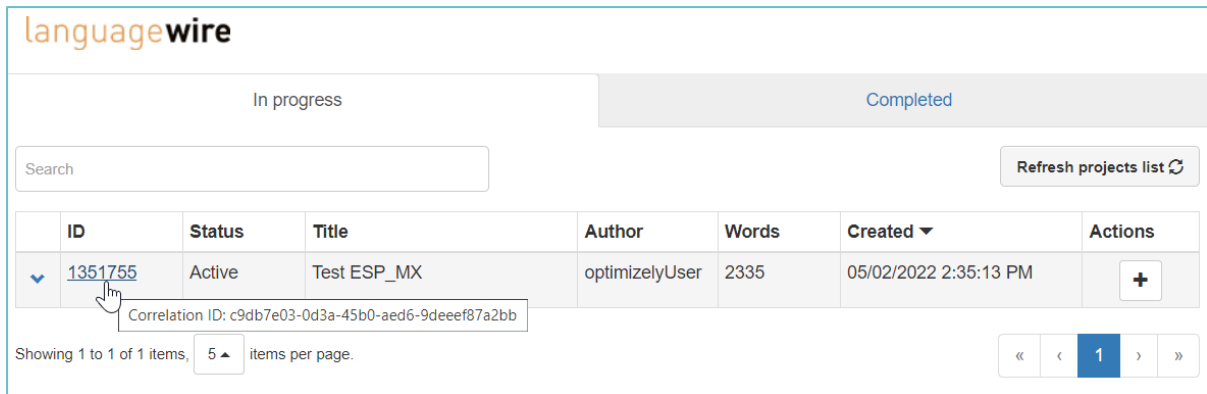 languagewire
In progress
Completed
Search
Refresh projects list
ID Status Title Author Words Created Actions
1351755 Active Test ESP_MX optimizelyUser 2335 05/02/2022 2:35:13 PM +
Correlation ID: c9db7e03-0d3a-45b0-aed6-9deeef87a2bb
Showing 1 to 1 of 1 items, 5 items per page. « ‹ 1 › »